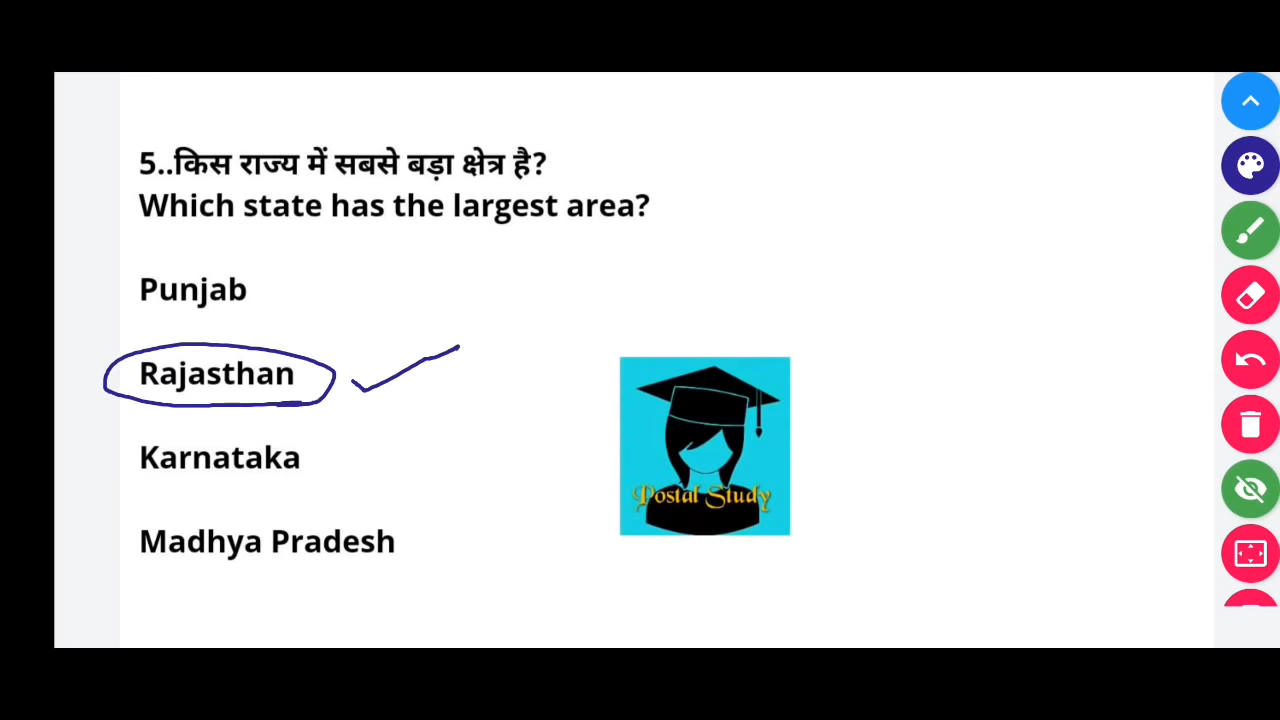 5..किस राज्य में सबसे बड़ा क्षेत्र है?
Which state has the largest area?
Punjab
Rajasthan
Karnataka
Madhya Pradesh
Postal Study